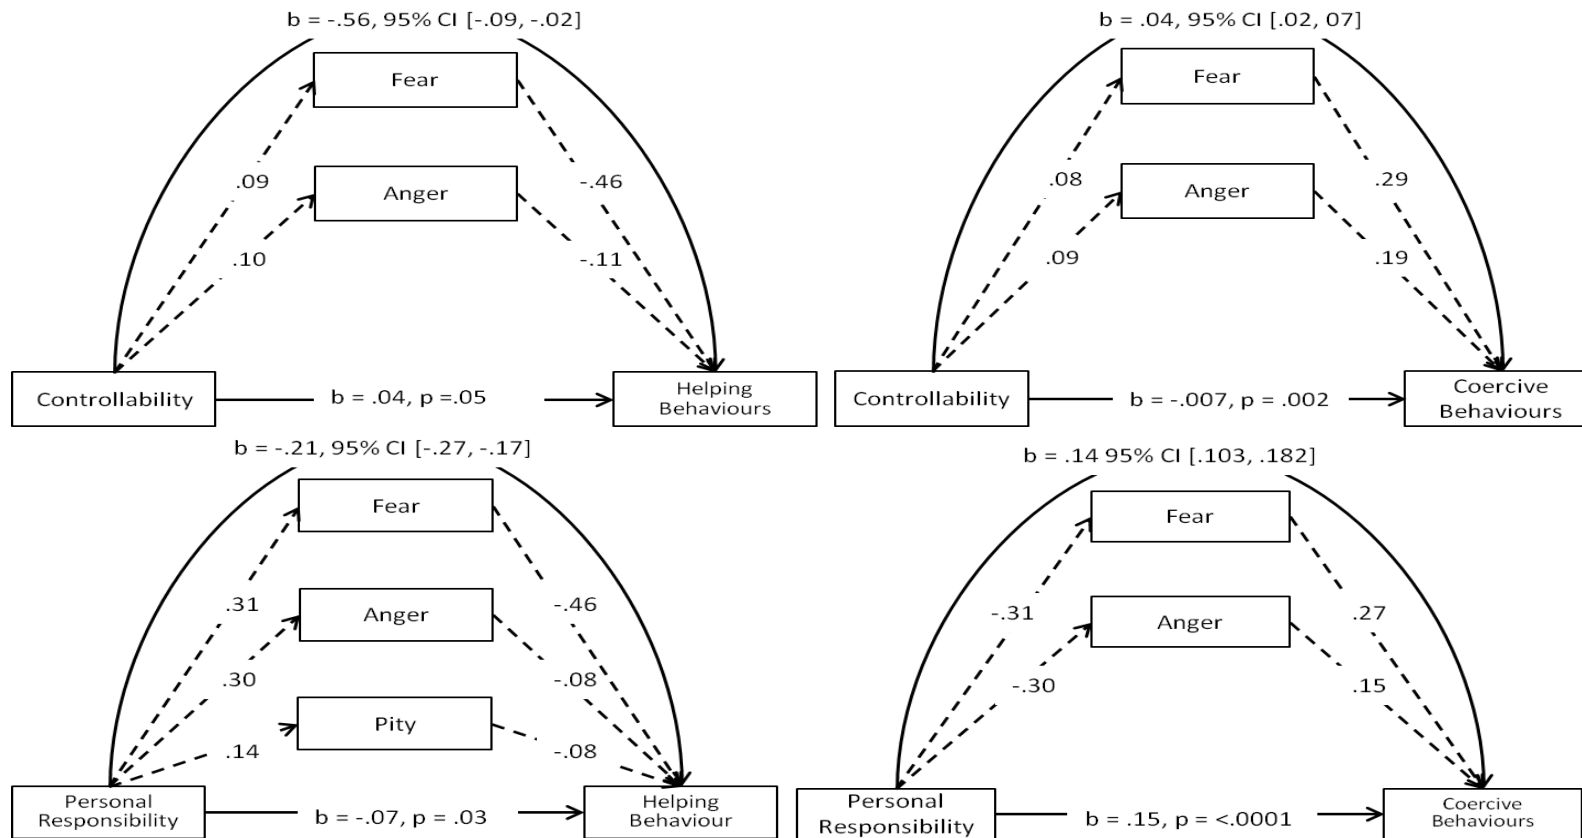 b = -.56, 95% CI [-.09, -.02]
Fear
Anger
.09
-.46
.10
-.11
Controllability
b = .04, p =.05
Helping
Behaviours
b = .04, 95% CI [.02, 07]
Fear
Anger
.08
.29
.09
.19
Controllability
b = -.007, p = .002
Coercive
Behaviours
b = -.21, 95% CI [-.27, -.17]
Fear
Anger
Pity
.31
-.46
.30
-.08
.14
-.08
Personal
Responsibility
b = -.07, p = .03
Helping
Behaviour
b = .14 95% CI [.103, .182]
Fear
Anger
-.31
.27
-.30
.15
Personal
Responsibility
b = .15, p = <.0001
Coercive
Behaviours